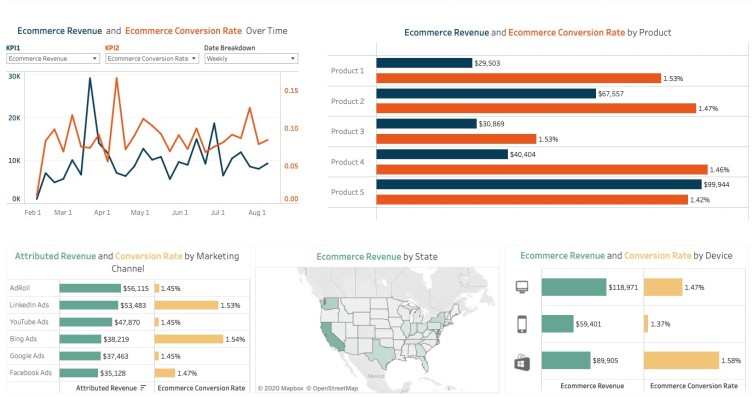 Ecommerce Revenue and Ecommerce Conversion Rate Over Time
KPI1 KPI2 Date Breakdown
Ecommerce Revenue Ecommerce Conversion Rate Weekly
30K
20K
10K
0K
0.15
0.10
0.05
0.00
Feb 1 Mar 1 Apr 1 May 1 Jun 1 Jul 1 Aug 1
Ecommerce Revenue and Ecommerce Conversion Rate by Product
Product 1 $29,503
1.53%
Product 2 $67,557
1.47%
Product 3 $30,869
1.53%
Product 4 $40,404
1.46%
Product 5 $99,944
1.42%
Attributed Revenue and Conversion Rate by Marketing
Channel
AdRoll $56,115 1.45%
LinkedIn Ads $53,483 1.53%
YouTube Ads $47,870 1.45%
Bing Ads $38,219 1.54%
Google Ads $37,463 1.45%
Facebook Ads $35,128 1.47%
Attributed Revenue Ecommerce Conversion Rate
Ecommerce Revenue by State
Mexico
© 2020 Mapbox © OpenStreetMap
Ecommerce Revenue and Conversion Rate by Device
$118,971 1.47%
$59,401 1.37%
$89,905 1.58%
Ecommerce Revenue Ecommerce Conversion Rate